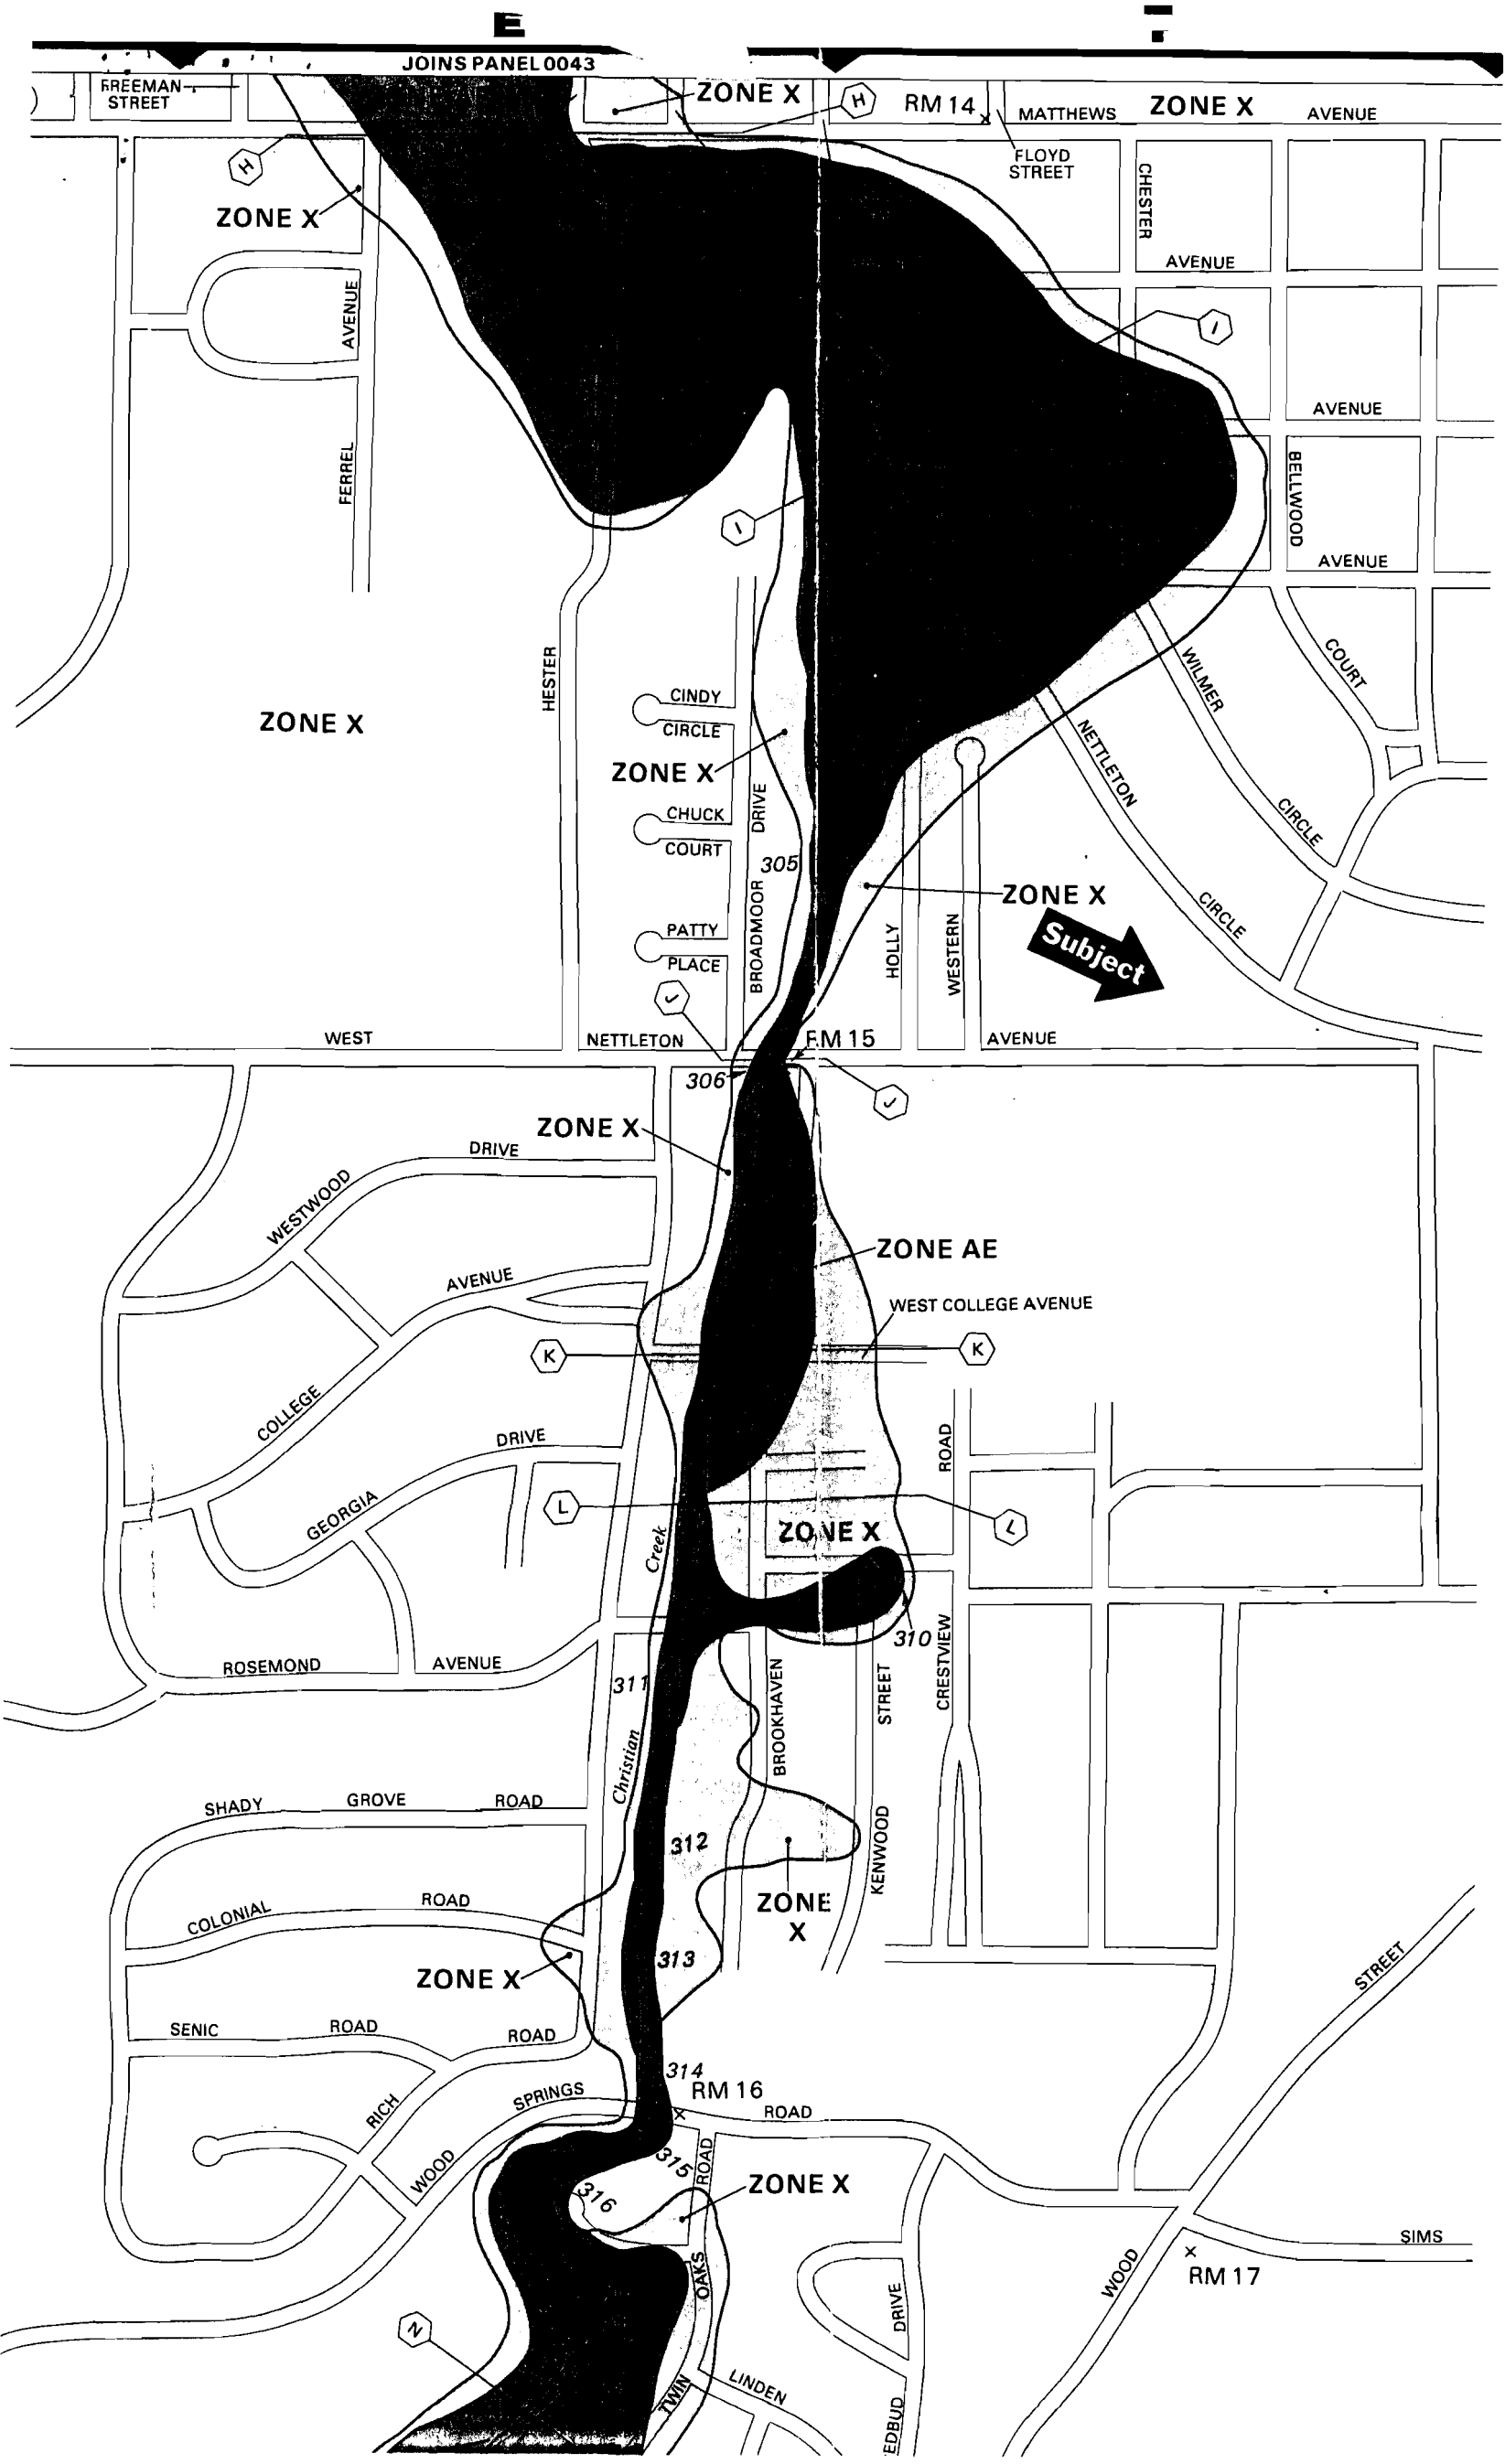 E
JOINS PANEL 0043
FREEMAN
STREET
ZONE X
H
RM 14
MATTHEWS
ZONE X
AVENUE
FLOYD
STREET
H
ZONE X
CHESTER
AVENUE
AVENUE
FERREL
I
AVENUE
BELLWOOD
AVENUE
I
HESTER
CINDY
CIRCLE
ZONE X
ZONE X
CHUCK
COURT
DRIVE
BROADMOOR
305
PATTY
PLACE
WILMER
CIRCLE
COURT
NETTLETON
CIRCLE
ZONE X
HOLLY
WESTERN
Subject
J
WEST
NETTLETON
RM 15
AVENUE
306
J
ZONE X
WESTWOOD
DRIVE
ZONE AE
COLLEGE
AVENUE
WEST COLLEGE AVENUE
K
K
GEORGIA
DRIVE
ROAD
L
L
Creek
ZONE X
310
CRESTVIEW
ROSEMOND
AVENUE
311
BROOKHAVEN
STREET
KENWOOD
Christian
SHADY
GROVE
ROAD
312
COLONIAL
ROAD
ZONE
X
313
ZONE X
STREET
SENIC
ROAD
ROAD
314
RM 16
RICH
SPRINGS
WOOD
ROAD
315
ROAD
316
ZONE X
SIMS
OAKS
RM 17
WOOD
DRIVE
N
TWIN
LINDEN
EDBUD